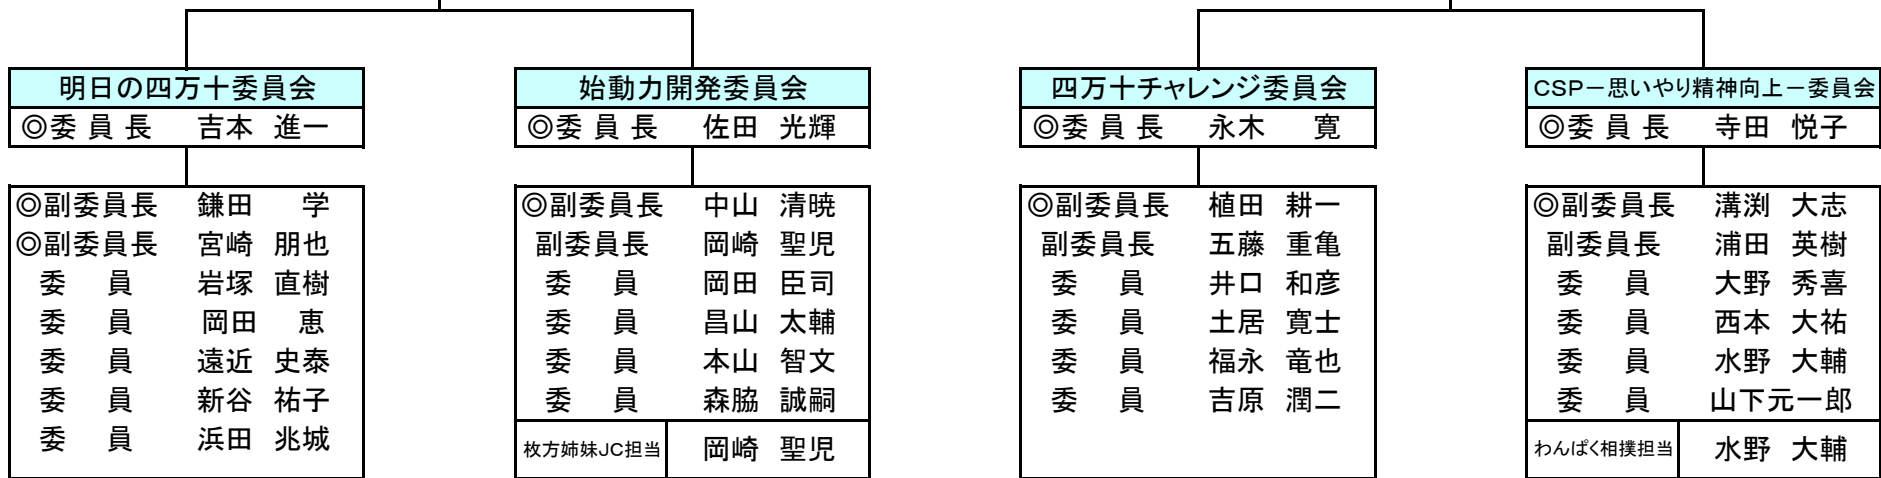 明日の四万十委員会
◎委 員 長 吉本 進一
◎副委員長 鎌田 学
◎副委員長 宮崎 朋也
委 員 岩塚 直樹
委 員 岡田 恵
委 員 遠近 史泰
委 員 新谷 祐子
委 員 浜田 兆城
始動力開発委員会
◎委 員 長 佐田 光輝
◎副委員長 中山 清暁
副委員長 岡崎 聖児
委 員 岡田 臣司
委 員 昌山 太輔
委 員 本山 智文
委 員 森脇 誠嗣
枚方姉妹JC担当 岡崎 聖児
四万十チャレンジ委員会
◎委 員 長 永木 寛
◎副委員長 植田 耕一
副委員長 五藤 重亀
委 員 井口 和彦
委 員 土居 寛士
委 員 福永 竜也
委 員 吉原 潤二
CSP－思いやり精神向上－委員会
◎委 員 長 寺田 悦子
◎副委員長 溝渕 大志
副委員長 浦田 英樹
委 員 大野 秀喜
委 員 西本 大祐
委 員 水野 大輔
委 員 山下元一郎
わんぱく相撲担当 水野 大輔